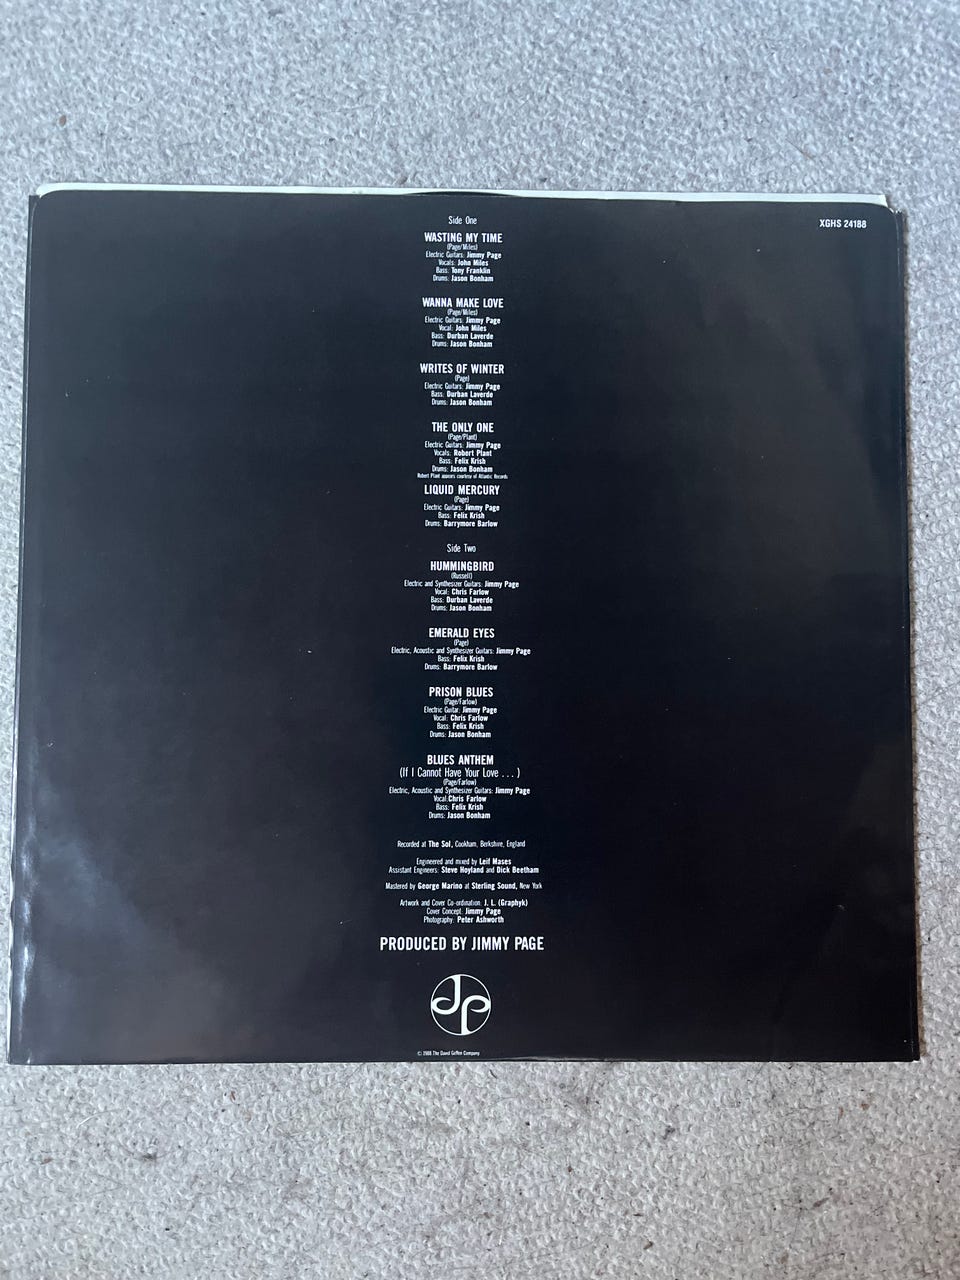 XGHS 24188
Side One
WASTING MY TIME
(Page/Miles)
Electric Guitars: Jimmy Page
Vocals: John Miles
Bass: Tony Franklin
Drums: Jason Bonham
WANNA MAKE LOVE
(Page/Miles)
Electric Guitars: Jimmy Page
Vocal: John Miles
Bass: Durban Laverde
Drums: Jason Bonham
WRITES OF WINTER
(Page)
Electric Guitars: Jimmy Page
Bass: Durban Laverde
Drums: Jason Bonham
THE ONLY ONE
(Page/Plant)
Electric Guitars: Jimmy Page
Vocals: Robert Plant
Bass: Felix Krish
Drums: Jason Bonham
Robert Plant appears courtesy of Atlantic Records
LIQUID MERCURY
(Page)
Electric Guitars: Jimmy Page
Bass: Felix Krish
Drums: Barrymore Barlow
Side Two
HUMMINGBIRD
(Russell)
Electric and Synthesizer Guitars: Jimmy Page
Vocal: Chris Farlow
Bass: Durban Laverde
Drums: Jason Bonham
EMERALD EYES
(Page)
Electric, Acoustic and Synthesizer Guitars: Jimmy Page
Bass: Felix Krish
Drums: Barrymore Barlow
PRISON BLUES
(Page/Farlow)
Electric Guitar: Jimmy Page
Vocal: Chris Farlow
Bass: Felix Krish
Drums: Jason Bonham
BLUES ANTHEM
(If I Cannot Have Your Love . . . )
(Page/Farlow)
Electric, Acoustic and Synthesizer Guitars: Jimmy Page
Vocal:Chris Farlow
Bass: Felix Krish
Drums: Jason Bonham
Recorded at The Sol, Cookham, Berkshire, England
Engineered and mixed by Leif Mases
Assistant Engineers: Steve Hoyland and Dick Beetham
Mastered by George Marino at Sterling Sound, New York
Artwork and Cover Co-ordination: J. L. (Graphyk)
Cover Concept: Jimmy Page
Photography: Peter Ashworth
PRODUCED BY JIMMY PAGE
JP
© 1988 The David Geffen Company